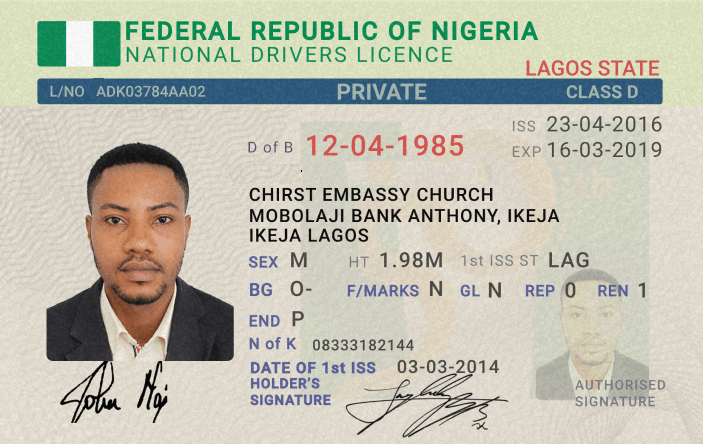 FEDERAL REPUBLIC OF NIGERIA
NATIONAL DRIVERS LICENCE
LAGOS STATE
L/NO ADK03784AA02 PRIVATE CLASS D
ISS 23-04-2016
D of B 12-04-1985 EXP 16-03-2019
CHIRST EMBASSY CHURCH
MOBOLAJI BANK ANTHONY, IKEJA
IKEJA LAGOS
SEX M HT 1.98M 1st ISS ST LAG
BG O- F/MARKS N GL N REP 0 REN 1
END P
N of K 08333182144
DATE OF 1st ISS 03-03-2014
HOLDER'S
SIGNATURE
AUTHORISED
SIGNATURE